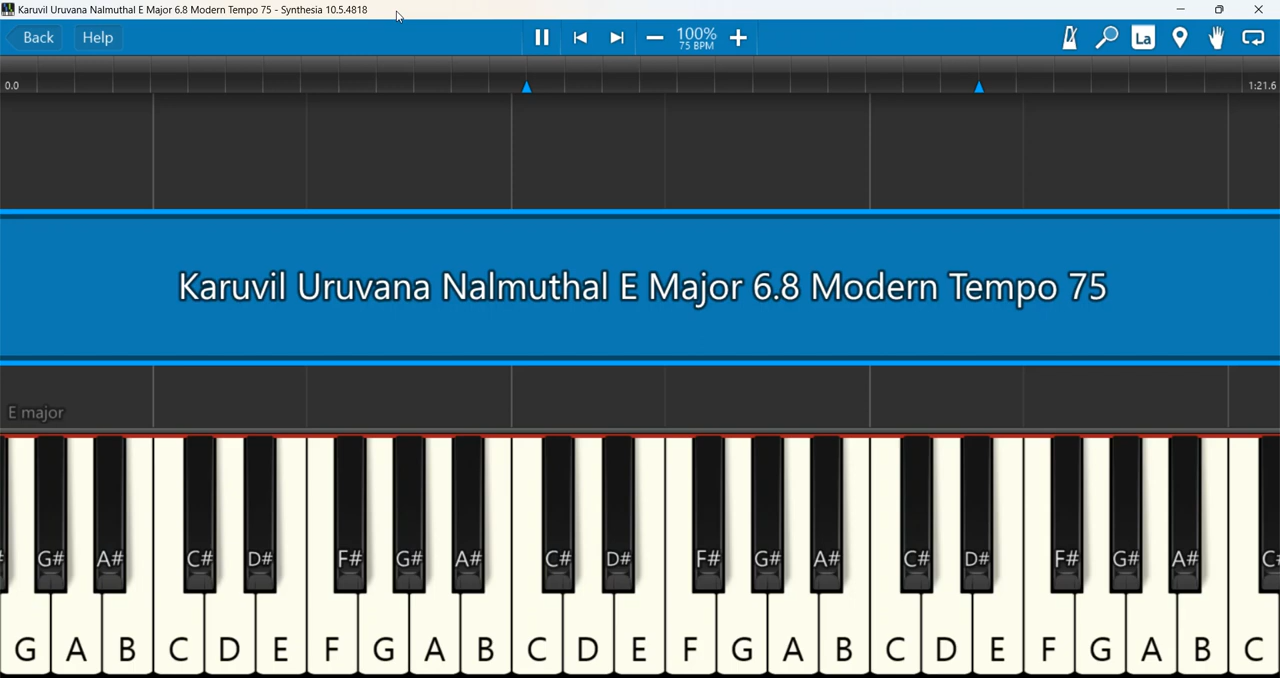 Karuvil Uruvana Nalmuthal E Major 6.8 Modern Tempo 75 - Synthesia 10.5.4818
Back Help 100% La
75 BPM
0.0 1:21.6
Karuvil Uruvana Nalmuthal E Major 6.8 Modern Tempo 75
E major
# G# A# C# D# F# G# A# C# D# F# G# A# C# D# F# G# A# C#
G A B C D E F G A B C D E F G A B C D E F G A B C